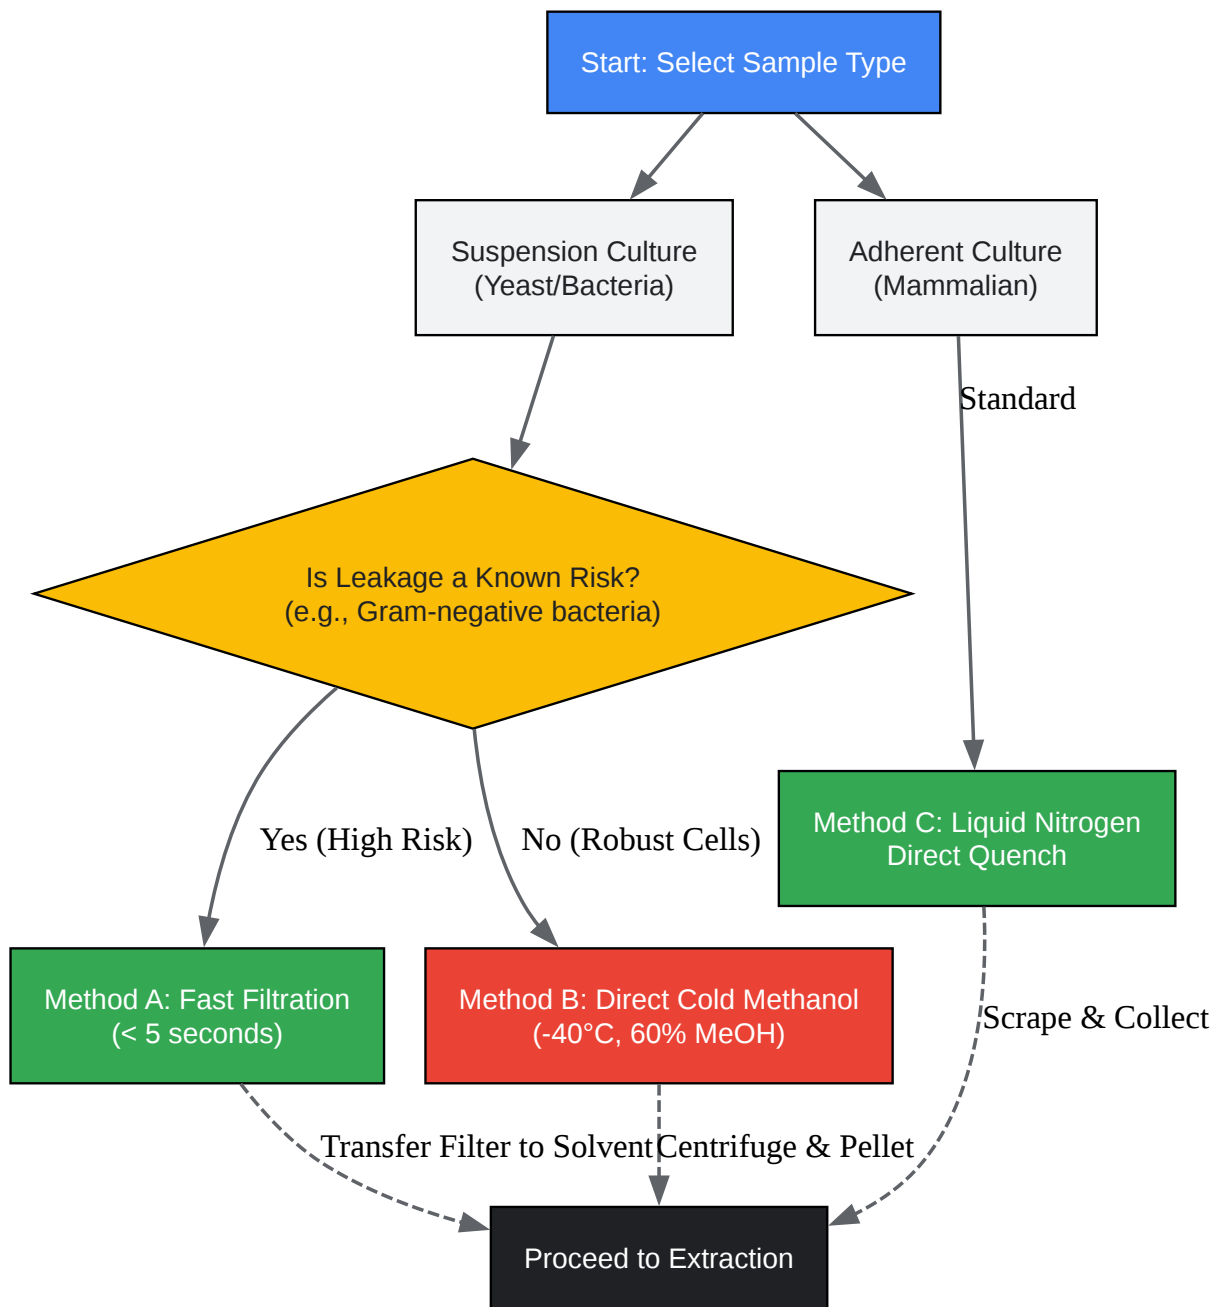 Start: Select Sample Type
Suspension Culture
(Yeast/Bacteria)
Adherent Culture
(Mammalian)
Standard
Is Leakage a Known Risk?
(e.g., Gram-negative bacteria)
Yes (High Risk)
No (Robust Cells)
Method C: Liquid Nitrogen
Direct Quench
Method A: Fast Filtration
(< 5 seconds)
Method B: Direct Cold Methanol
(-40°C, 60% MeOH)
Scrape & Collect
Transfer Filter to Solvent
Centrifuge & Pellet
Proceed to Extraction